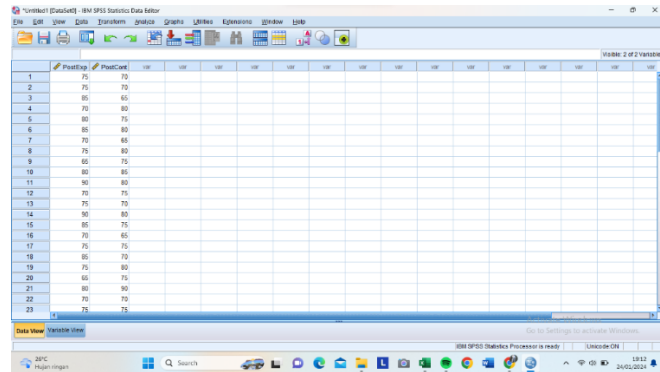 *Untitled1 [DataSet0] - IBM SPSS Statistics Data Editor
File Edit View Data Transform Analyze Graphs Utilities Extensions Window Help
Visible: 2 of 2 Variables
PostExp PostCont var var var var var var var var var var var var var var
1 75 70
2 75 70
3 85 65
4 70 80
5 80 75
6 85 80
7 70 65
8 75 80
9 65 75
10 80 85
11 90 80
12 70 75
13 75 70
14 90 80
15 85 75
16 70 65
17 75 75
18 85 70
19 75 80
20 65 75
21 80 90
22 70 70
23 75 75
Data View Variable View
Go to Settings to activate Windows.
IBM SPSS Statistics Processor is ready Unicode:ON
26°C
Hujan ringan
Search
19:12
24/01/2024